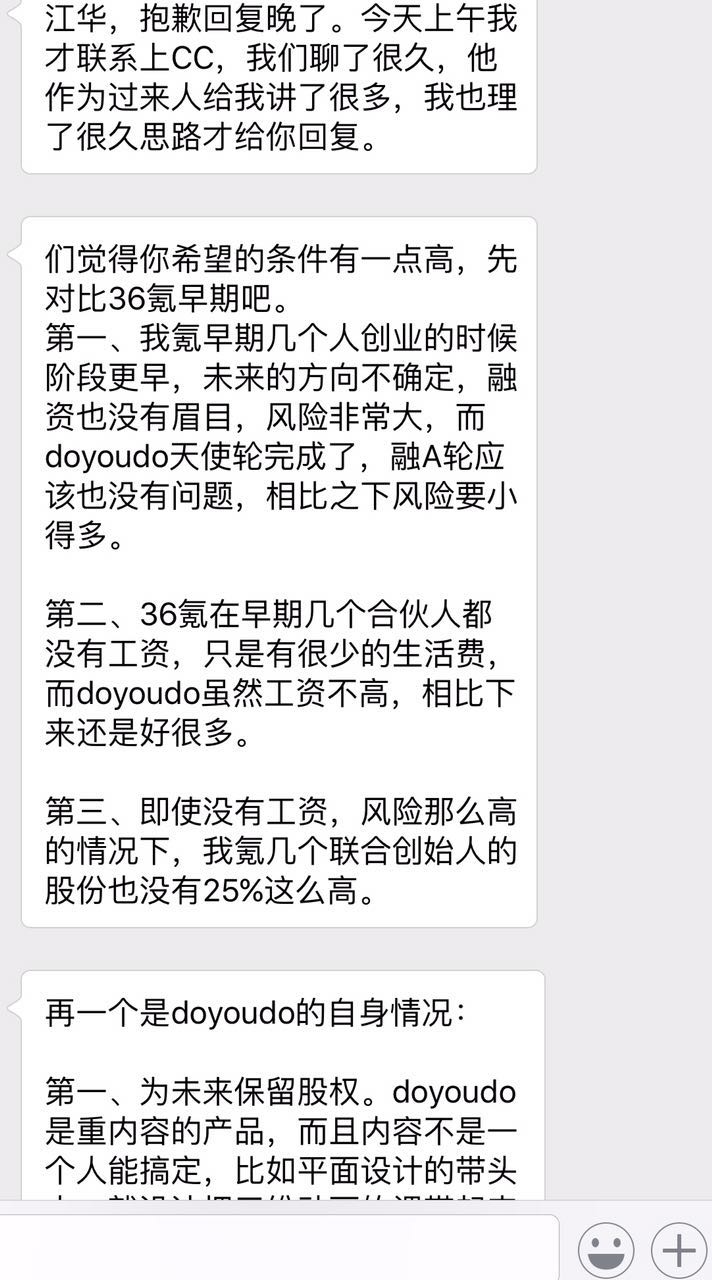 江华，抱歉回复晚了。今天上午我
才联系上CC，我们聊了很久，他
作为过来人给我讲了很多，我也理
了很久思路才给你回复。
们觉得你希望的条件有一点高，先
对比36氪早期吧。
第一、我氪早期几个人创业的时候
阶段更早，未来的方向不确定，融
资也没有眉目，风险非常大，而
doyoudo天使轮完成了，融A轮应
该也没有问题，相比之下风险要小
得多。
第二、36氪在早期几个合伙人都
没有工资，只是有很少的生活费，
而doyoudo虽然工资不高，相比下
来还是好很多。
第三、即使没有工资，风险那么高
的情况下，我氪几个联合创始人的
股份也没有25%这么高。
再一个是doyoudo的自身情况：
第一、为未来保留股权。doyoudo
是重内容的产品，而且内容不是一
个人能搞定，比如平面设计的带头